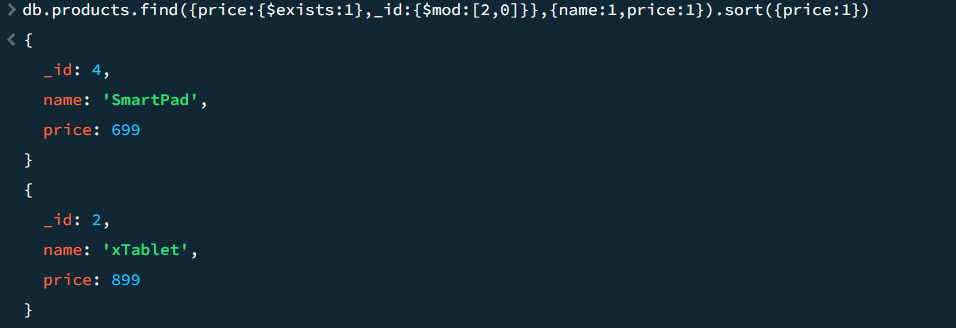 > db.products.find({price:{$exists:1},_id:{$mod:[2,0]}},{name:1,price:1}).sort({price:1})
< {
_id: 4,
name: 'SmartPad',
price: 699
}
{
_id: 2,
name: 'xTablet',
price: 899
}